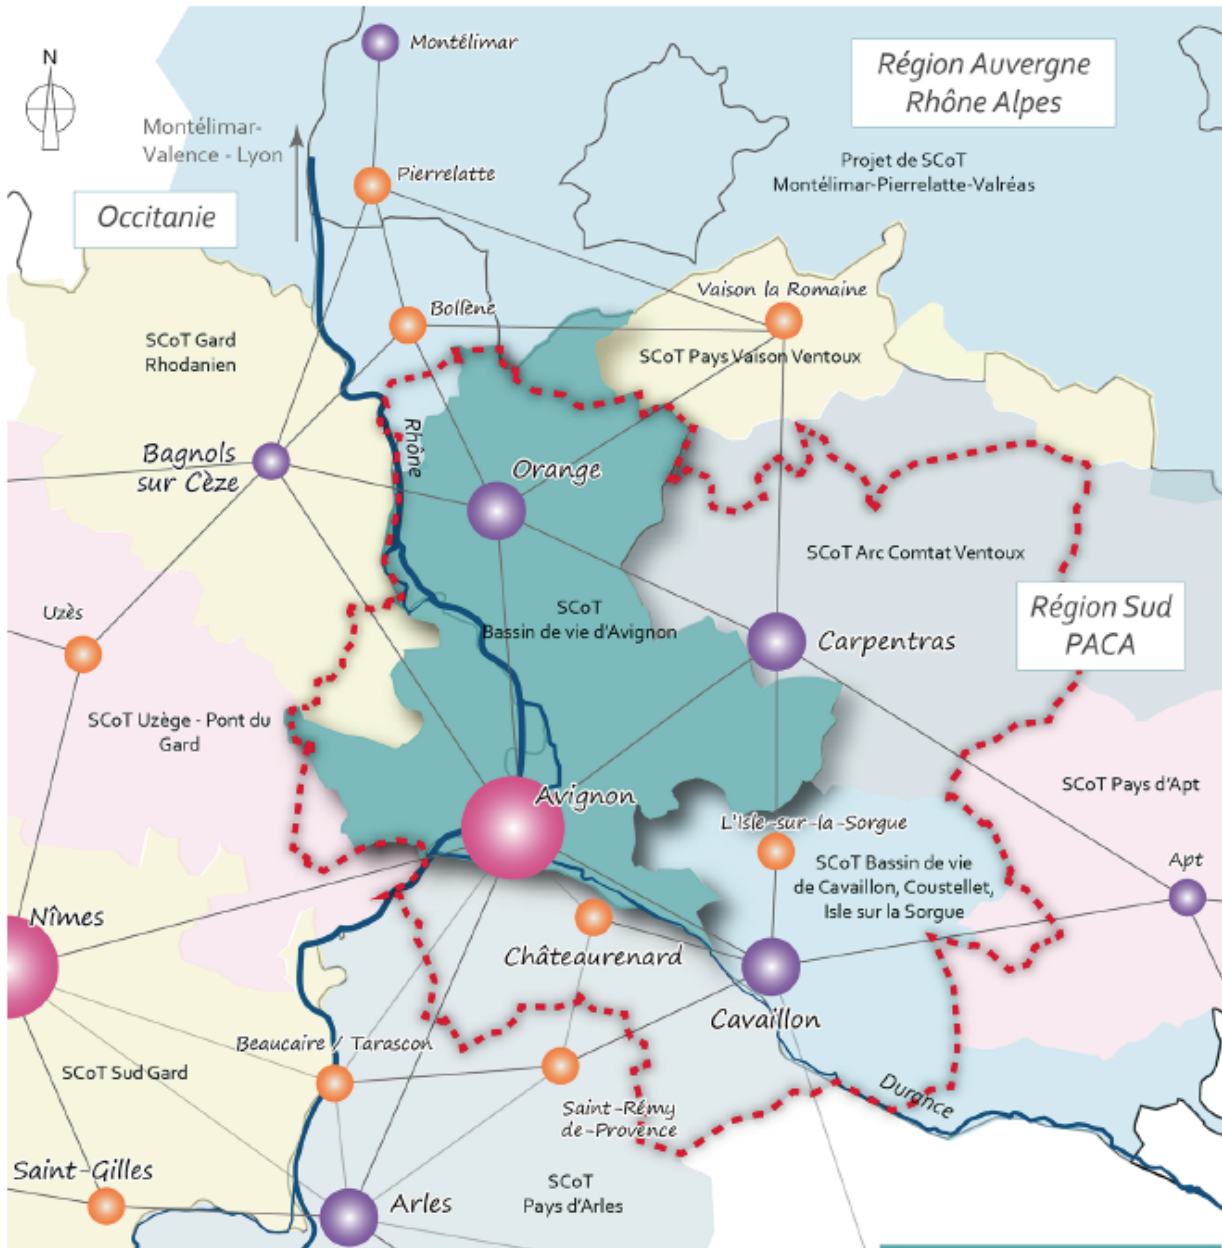 Montélimar
Région Auvergne
Rhône Alpes
N
Montélimar-
Valence - Lyon
Projet de SCoT
Montélimar-Pierrelatte-Valréas
Pierrelatte
Occitanie
Vaison la Romaine
Bollène
SCoT Gard
Rhodanien
SCoT Pays Vaison Ventoux
Rhône
Bagnols
sur Cèze
Orange
SCoT Arc Comtat Ventoux
Uzès
SCoT
Bassin de vie d'Avignon
Région Sud
PACA
Carpentras
SCoT Uzège - Pont du
Gard
SCoT Pays d'Apt
Avignon
L'Isle-sur-la-Sorgue
SCoT Bassin de vie
de Cavaillon, Coustellet,
Isle sur la Sorgue
Apt
Nîmes
Châteaurenard
Cavaillon
Beaucaire / Tarascon
SCoT Sud Gard
Durance
Saint-Rémy
de-Provence
Saint-Gilles
SCoT
Pays d'Arles
Arles